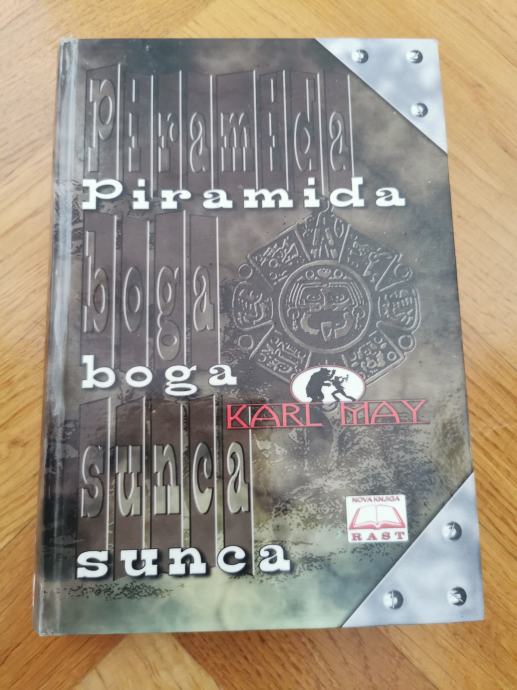 Piramida
Piramida
boga
boga
KARL MAY
sunca
NOVA KNJIGA
RAST
sunca